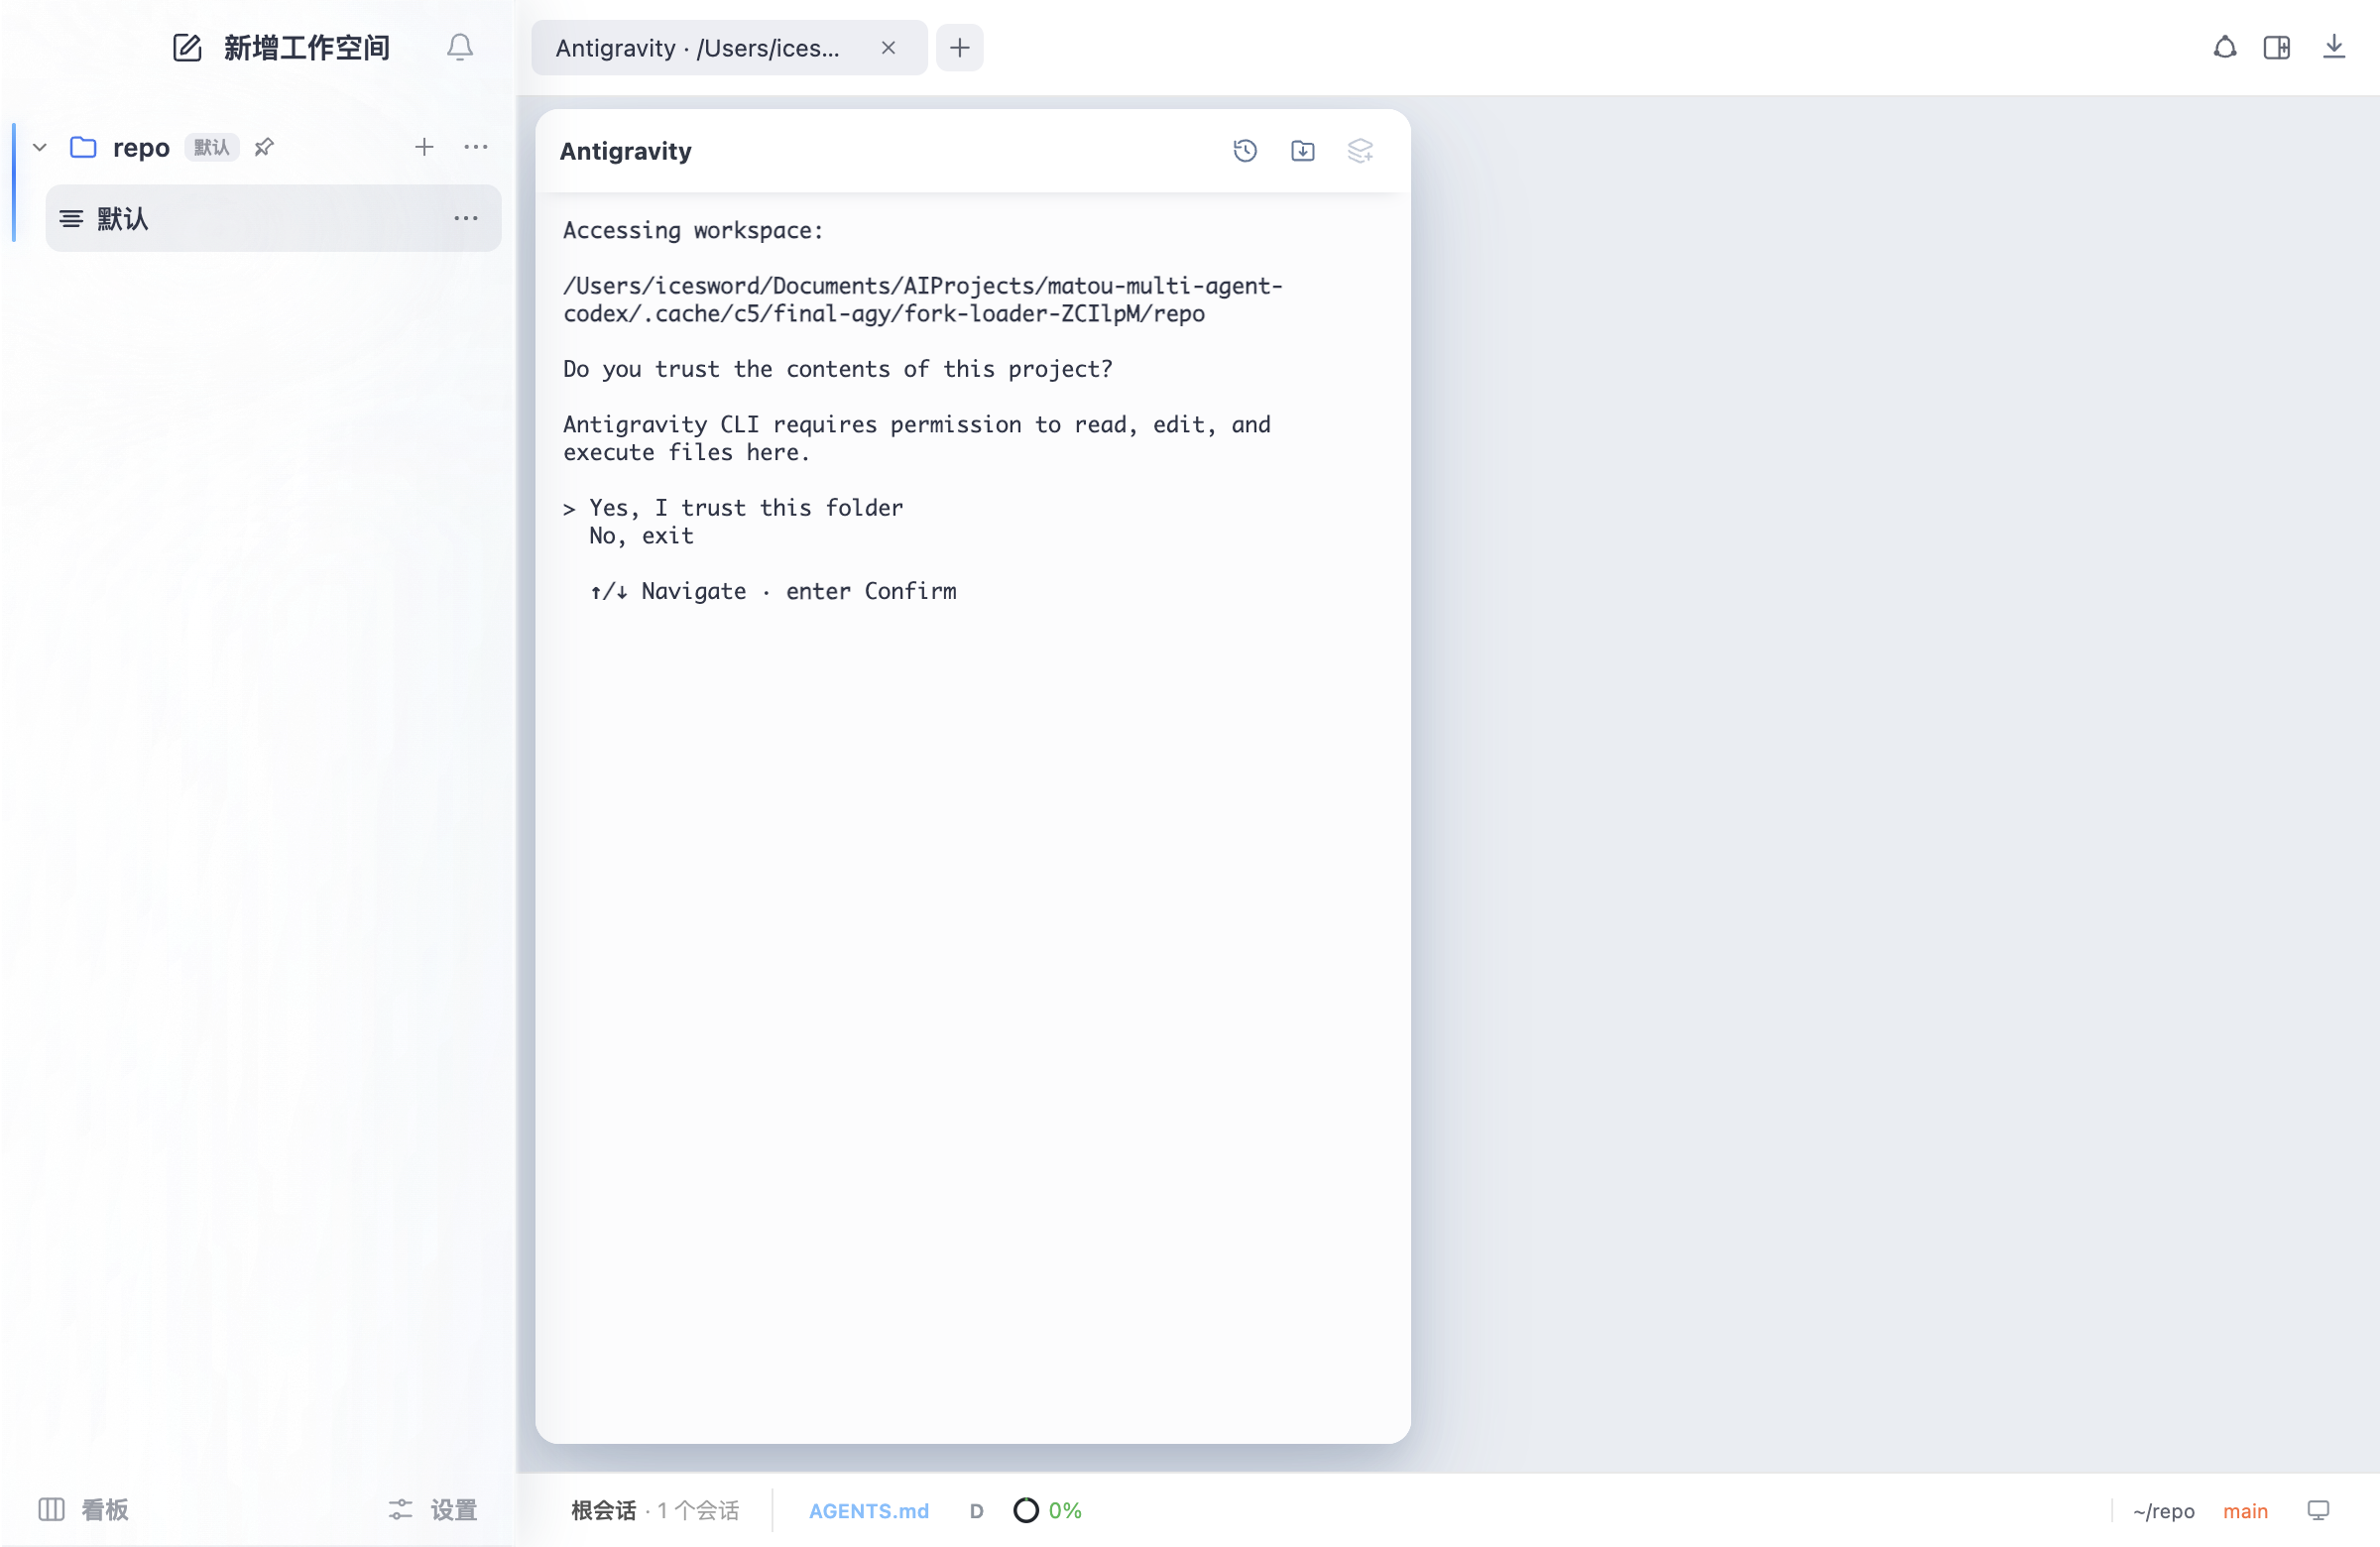 新增工作空间
Antigravity · /Users/ices...
repo 默认
默认
Antigravity
Accessing workspace:
/Users/icesword/Documents/AIProjects/matou-multi-agent-
codex/.cache/c5/final-agy/fork-loader-ZCIlpM/repo
Do you trust the contents of this project?
Antigravity CLI requires permission to read, edit, and
execute files here.
> Yes, I trust this folder
No, exit
↑/↓ Navigate · enter Confirm
看板
设置
根会话 · 1 个会话
AGENTS.md
D
0%
~/repo
main